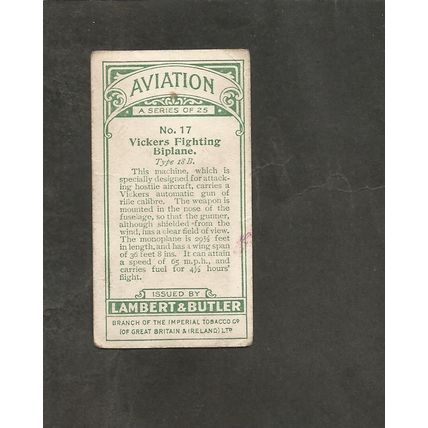 AVIATION
A SERIES OF 25
No. 17
Vickers Fighting
Biplane.
Type 18 B.
This machine, which is
specially designed for attack-
ing hostile aircraft, carries a
Vickers automatic gun of
rifle calibre. The weapon is
mounted in the nose of the
fuselage, so that the gunner,
although shielded from the
wind, has a clear field of view.
The monoplane is 29½ feet
in length, and has a wing span
of 36 feet 8 ins. It can attain
a speed of 65 m.p.h., and
carries fuel for 4½ hours'
flight.
ISSUED BY
LAMBERT & BUTLER
BRANCH OF THE IMPERIAL TOBACCO Co
(OF GREAT BRITAIN & IRELAND) LTD